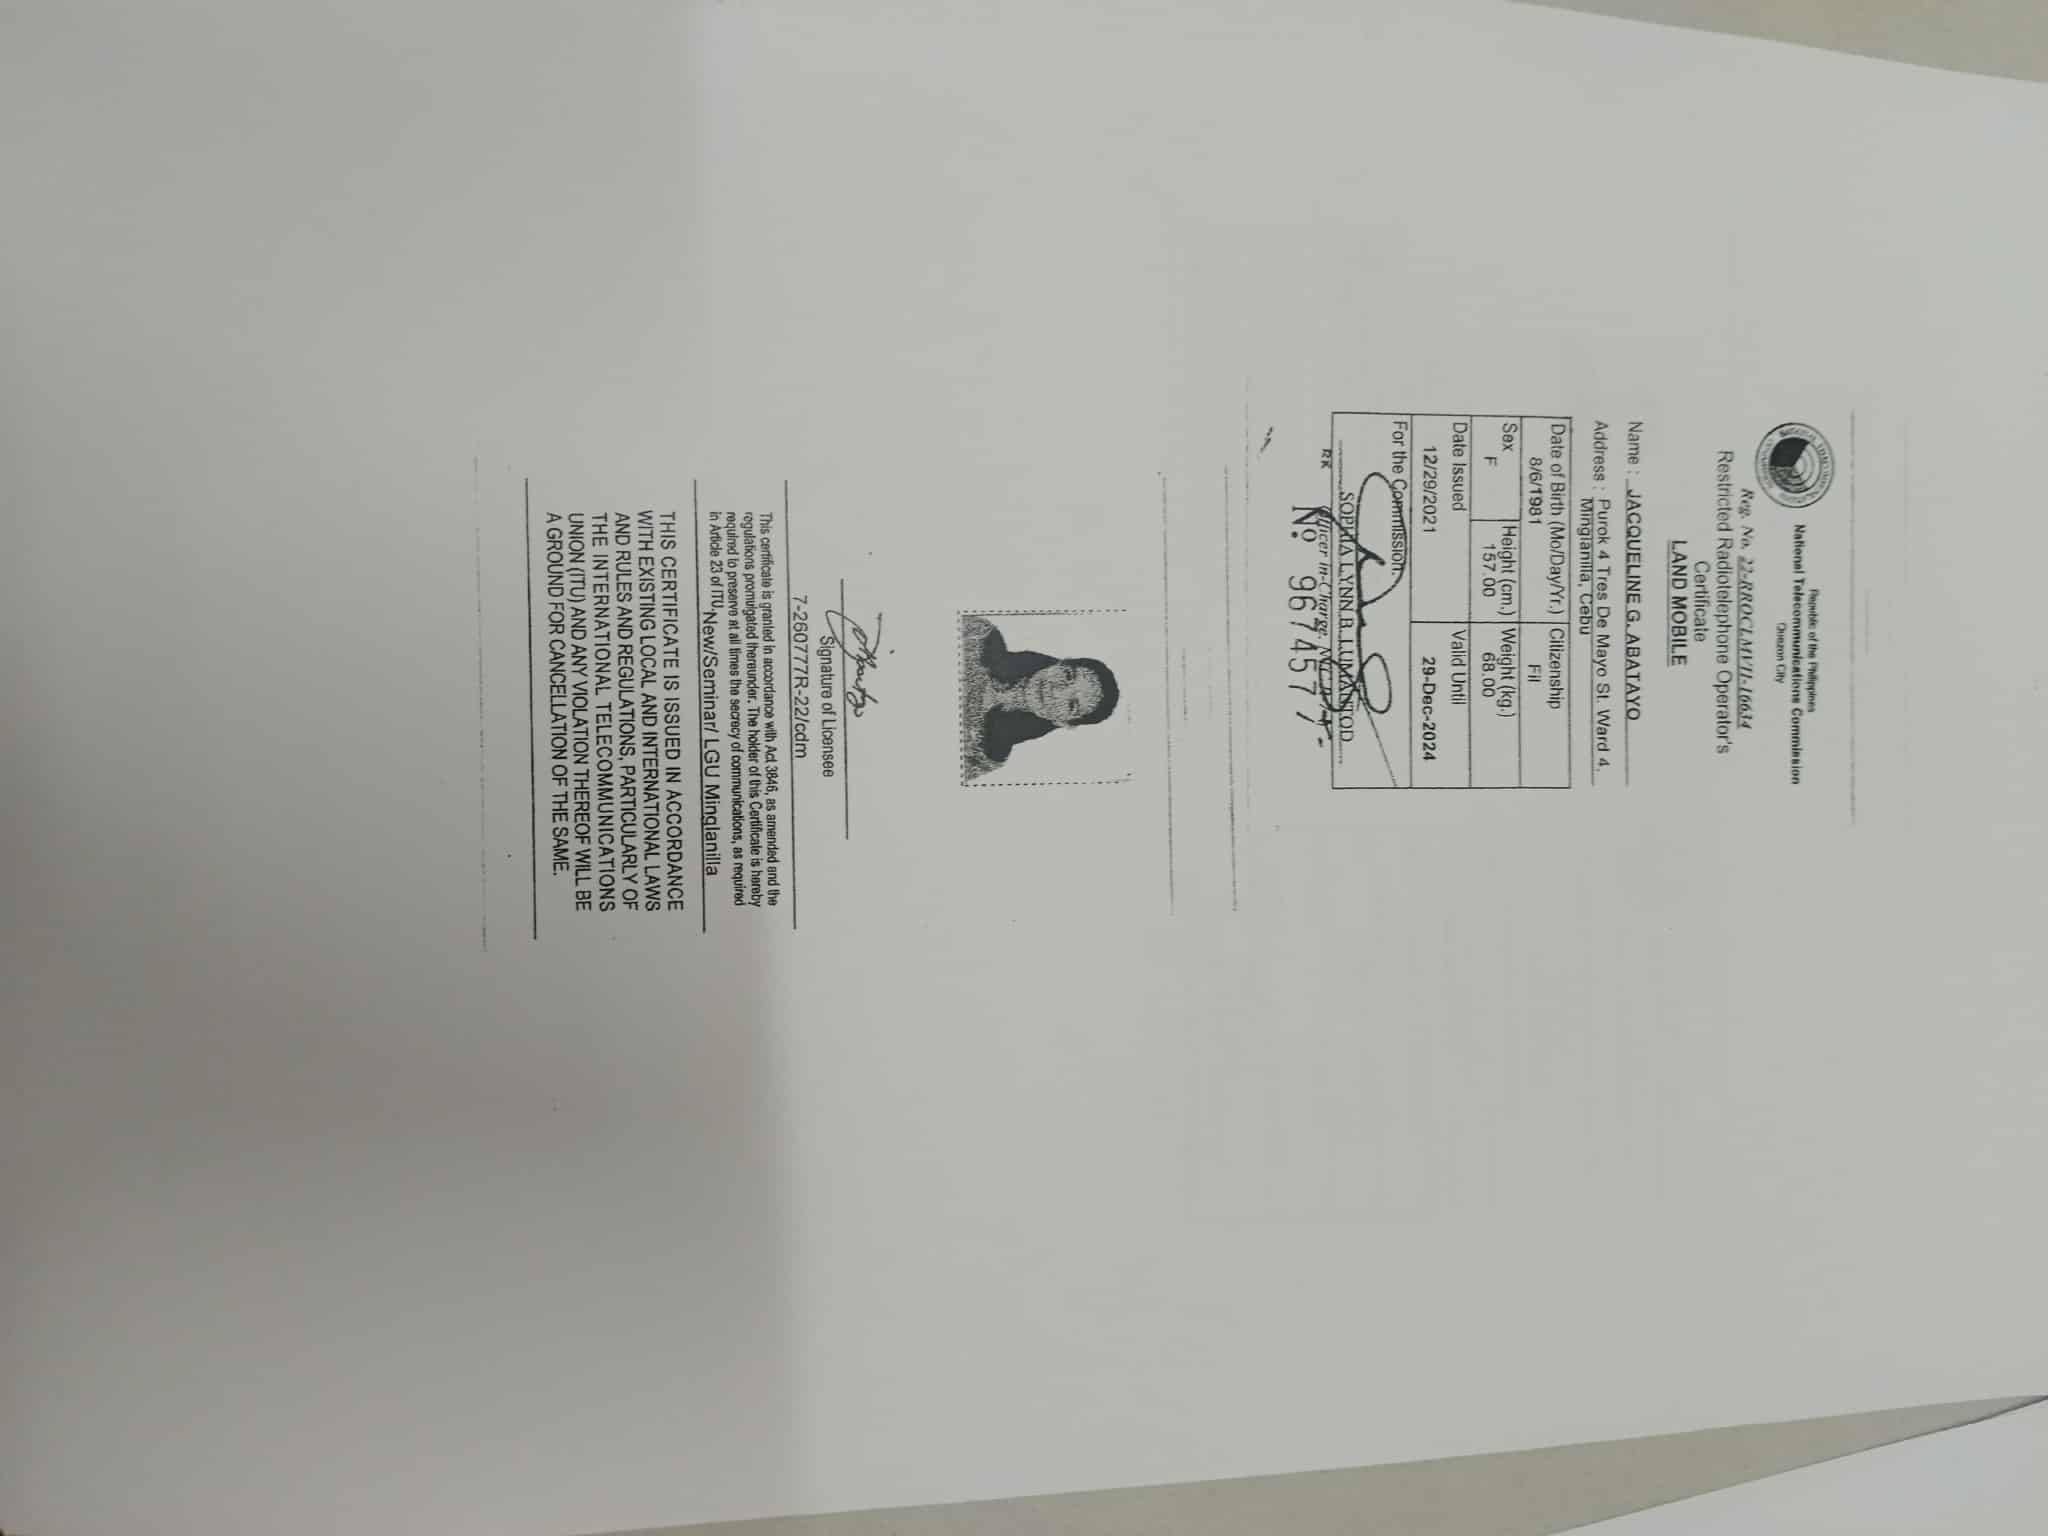 Republic of the Philippines
National Telecommunications Commission
Quezon City
Reg. No. 22-RROCLMVII-16634
Restricted Radiotelephone Operator's
Certificate
LAND MOBILE
Name : JACQUELINE G. ABATAYO
Address : Purok 4 Tres De Mayo St. Ward 4,
Minglanilla, Cebu
Date of Birth (Mo/Day/Yr.) Citizenship
8/6/1981 Fil
Sex Height (cm.) Weight (kg.)
F 157.00 68.00
Date Issued Valid Until
12/29/2021 29-Dec-2024
For the Commission:
SOPHIA LYNN B. LUMANTOD
RK Officer in-Charge,
Nº 967457
Signature of Licensee
7-260777R-22/cdm
This certificate is granted in accordance with Act 3846, as amended and the
regulations promulgated thereunder. The holder of this Certificate is hereby
required to preserve at all times the secrecy of communications, as required
in Article 23 of ITU. New/Seminar/ LGU Minglanilla
THIS CERTIFICATE IS ISSUED IN ACCORDANCE
WITH EXISTING LOCAL AND INTERNATIONAL LAWS
AND RULES AND REGULATIONS, PARTICULARLY OF
THE INTERNATIONAL TELECOMMUNICATIONS
UNION (ITU) AND ANY VIOLATION THEREOF WILL BE
A GROUND FOR CANCELLATION OF THE SAME.